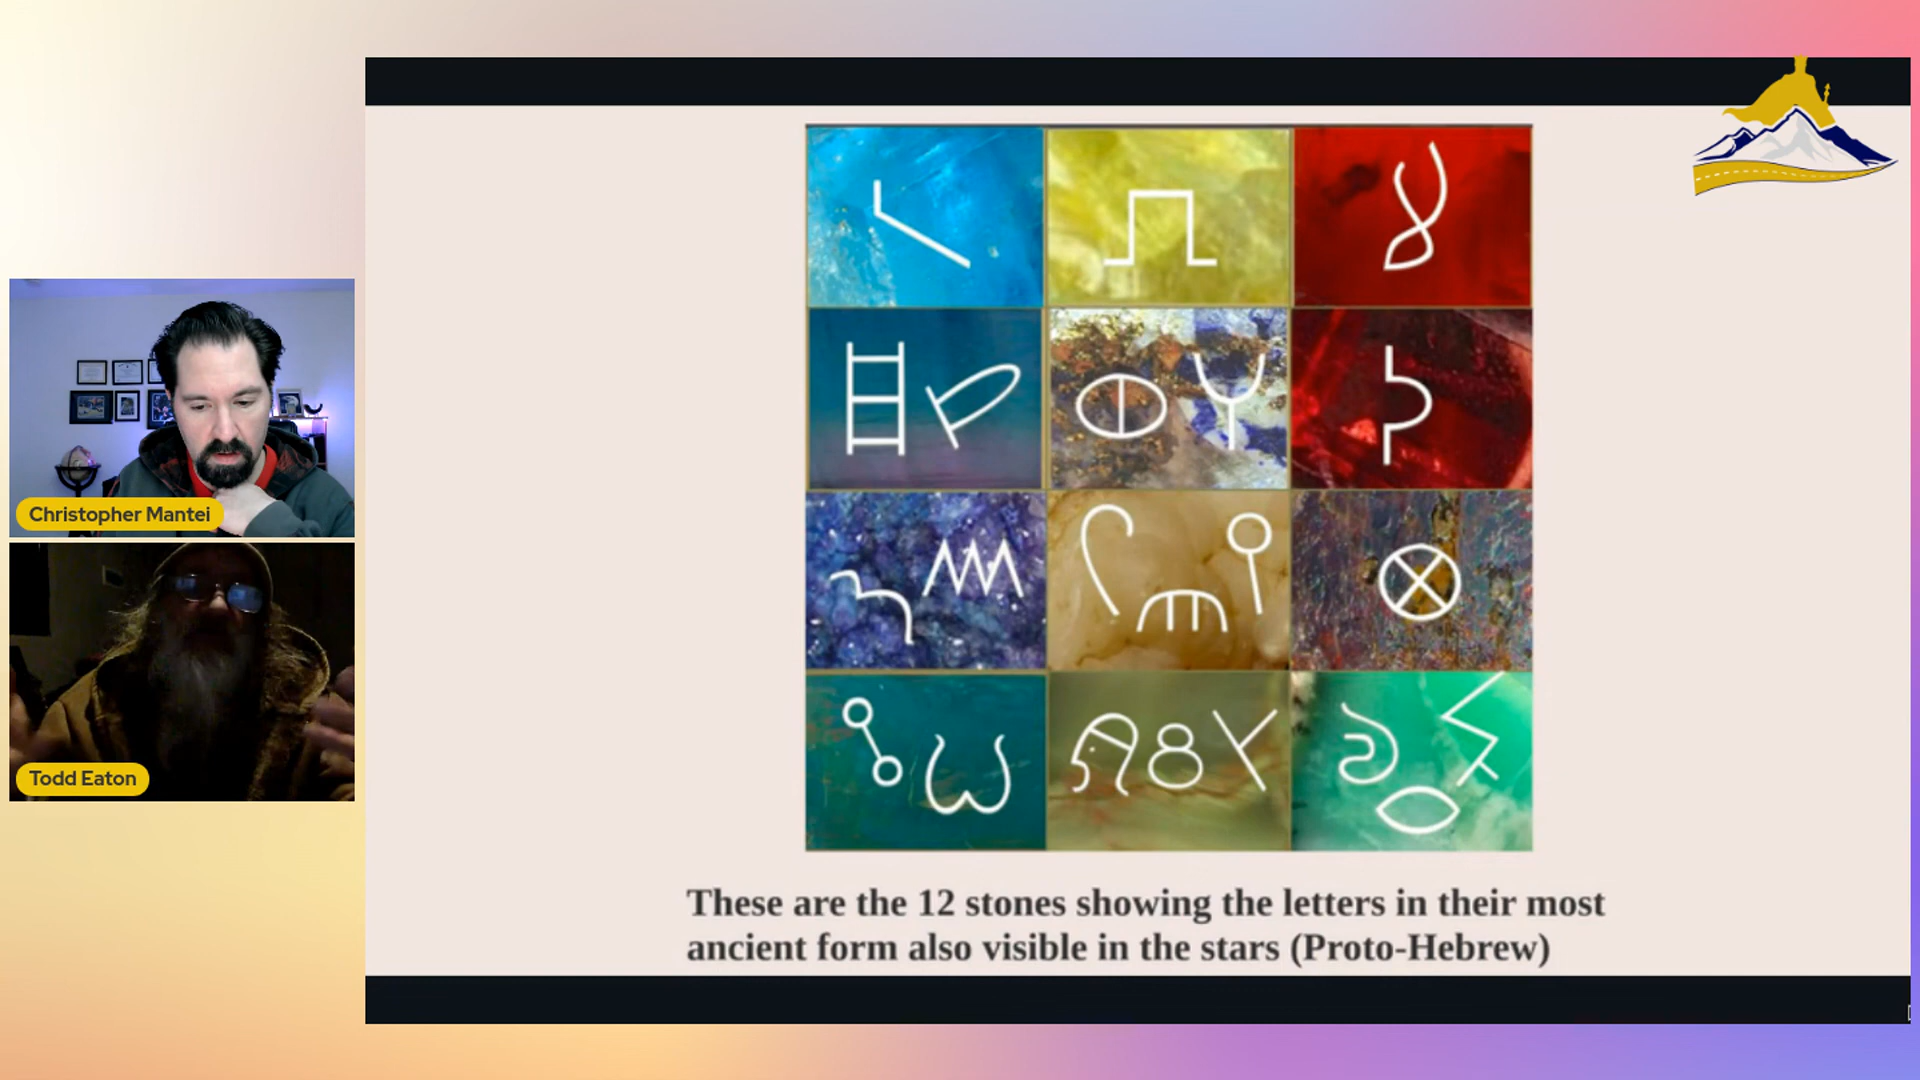 Christopher Mantei
Todd Eaton
These are the 12 stones showing the letters in their most
ancient form also visible in the stars (Proto-Hebrew)